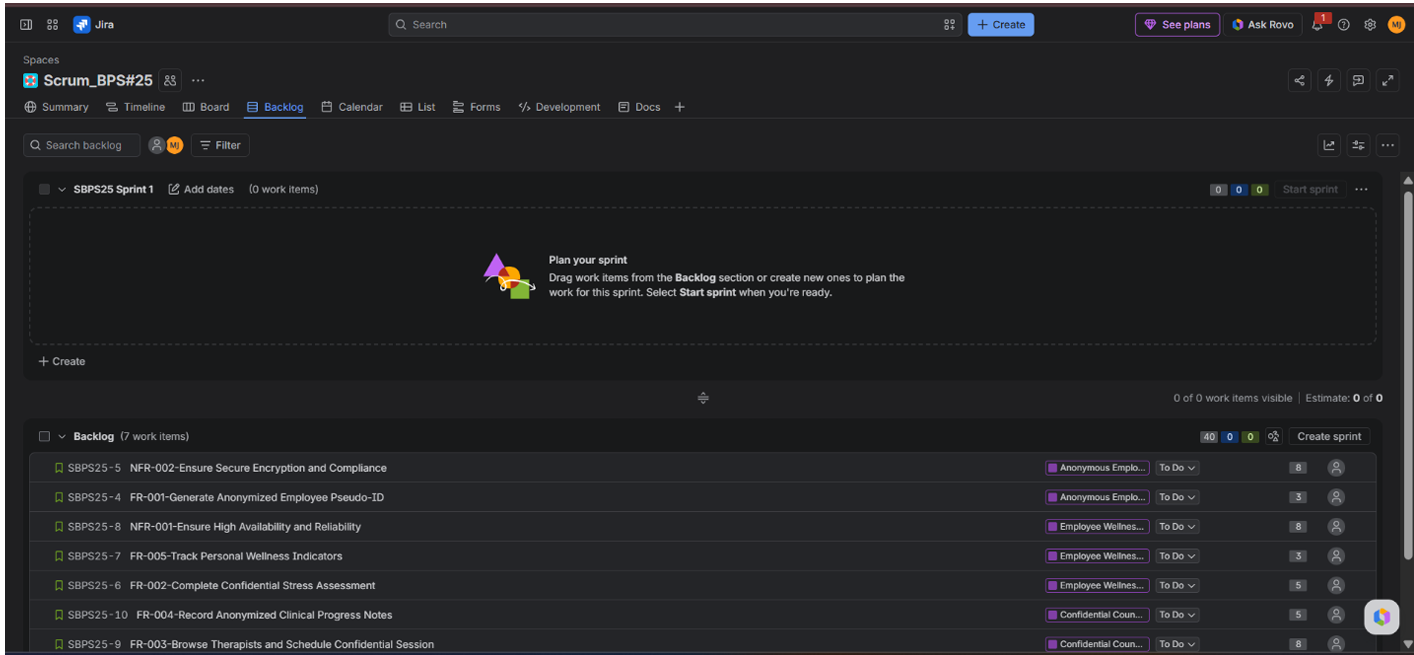 Jira
Search
Create
See plans
Ask Rovo
1
MJ
Spaces
Scrum_BPS#25
Summary Timeline Board Backlog Calendar List Forms Development Docs
Search backlog
MJ
Filter
SBPS25 Sprint 1 Add dates (0 work items) 0 0 0 Start sprint
Plan your sprint
Drag work items from the Backlog section or create new ones to plan the
work for this sprint. Select Start sprint when you're ready.
+ Create
0 of 0 work items visible | Estimate: 0 of 0
Backlog (7 work items) 40 0 0 Create sprint
SBPS25-5 NFR-002-Ensure Secure Encryption and Compliance Anonymous Emplo... To Do 8
SBPS25-4 FR-001-Generate Anonymized Employee Pseudo-ID Anonymous Emplo... To Do 3
SBPS25-8 NFR-001-Ensure High Availability and Reliability Employee Wellnes... To Do 8
SBPS25-7 FR-005-Track Personal Wellness Indicators Employee Wellnes... To Do 3
SBPS25-6 FR-002-Complete Confidential Stress Assessment Employee Wellnes... To Do 5
SBPS25-10 FR-004-Record Anonymized Clinical Progress Notes Confidential Coun... To Do 5
SBPS25-9 FR-003-Browse Therapists and Schedule Confidential Session Confidential Coun... To Do 8